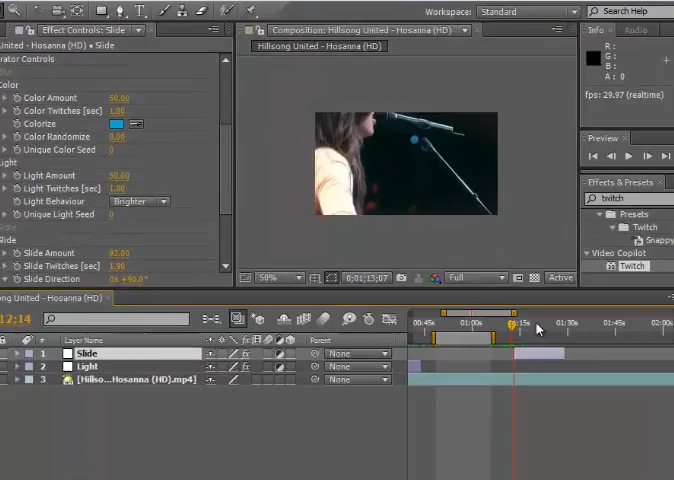 Workspace: Standard
Search Help
Effect Controls: Slide
United - Hosanna (HD) • Slide
rator Controls
Color
Color Amount 50.00
Color Twitches [sec] 1.00
Colorize
Color Randomize 0.00
Unique Color Seed 0
Light
Light Amount 50.00
Light Twitches [sec] 1.00
Light Behaviour Brighter
Unique Light Seed 0
Slide
Slide Amount 95.00
Slide Twitches [sec] 1.90
Slide Direction 0x +90.0°
Composition: Hillsong United - Hosanna (HD)
Hillsong United - Hosanna (HD)
50% 0;01;13;07 Full Active
Info Audio
R :
G :
B :
A : 0
fps: 29.97 (realtime)
Preview
Effects & Presets
twitch
Presets
Twitch
Snappy
Video Copilot
Twitch
ong United - Hosanna (HD)
12;14
00:45s 01:00s 0:15s 01:30s 01:45s 02:00s
# Layer Name Parent
1 Slide None
2 Light None
3 [Hillso...Hosanna (HD).mp4] None